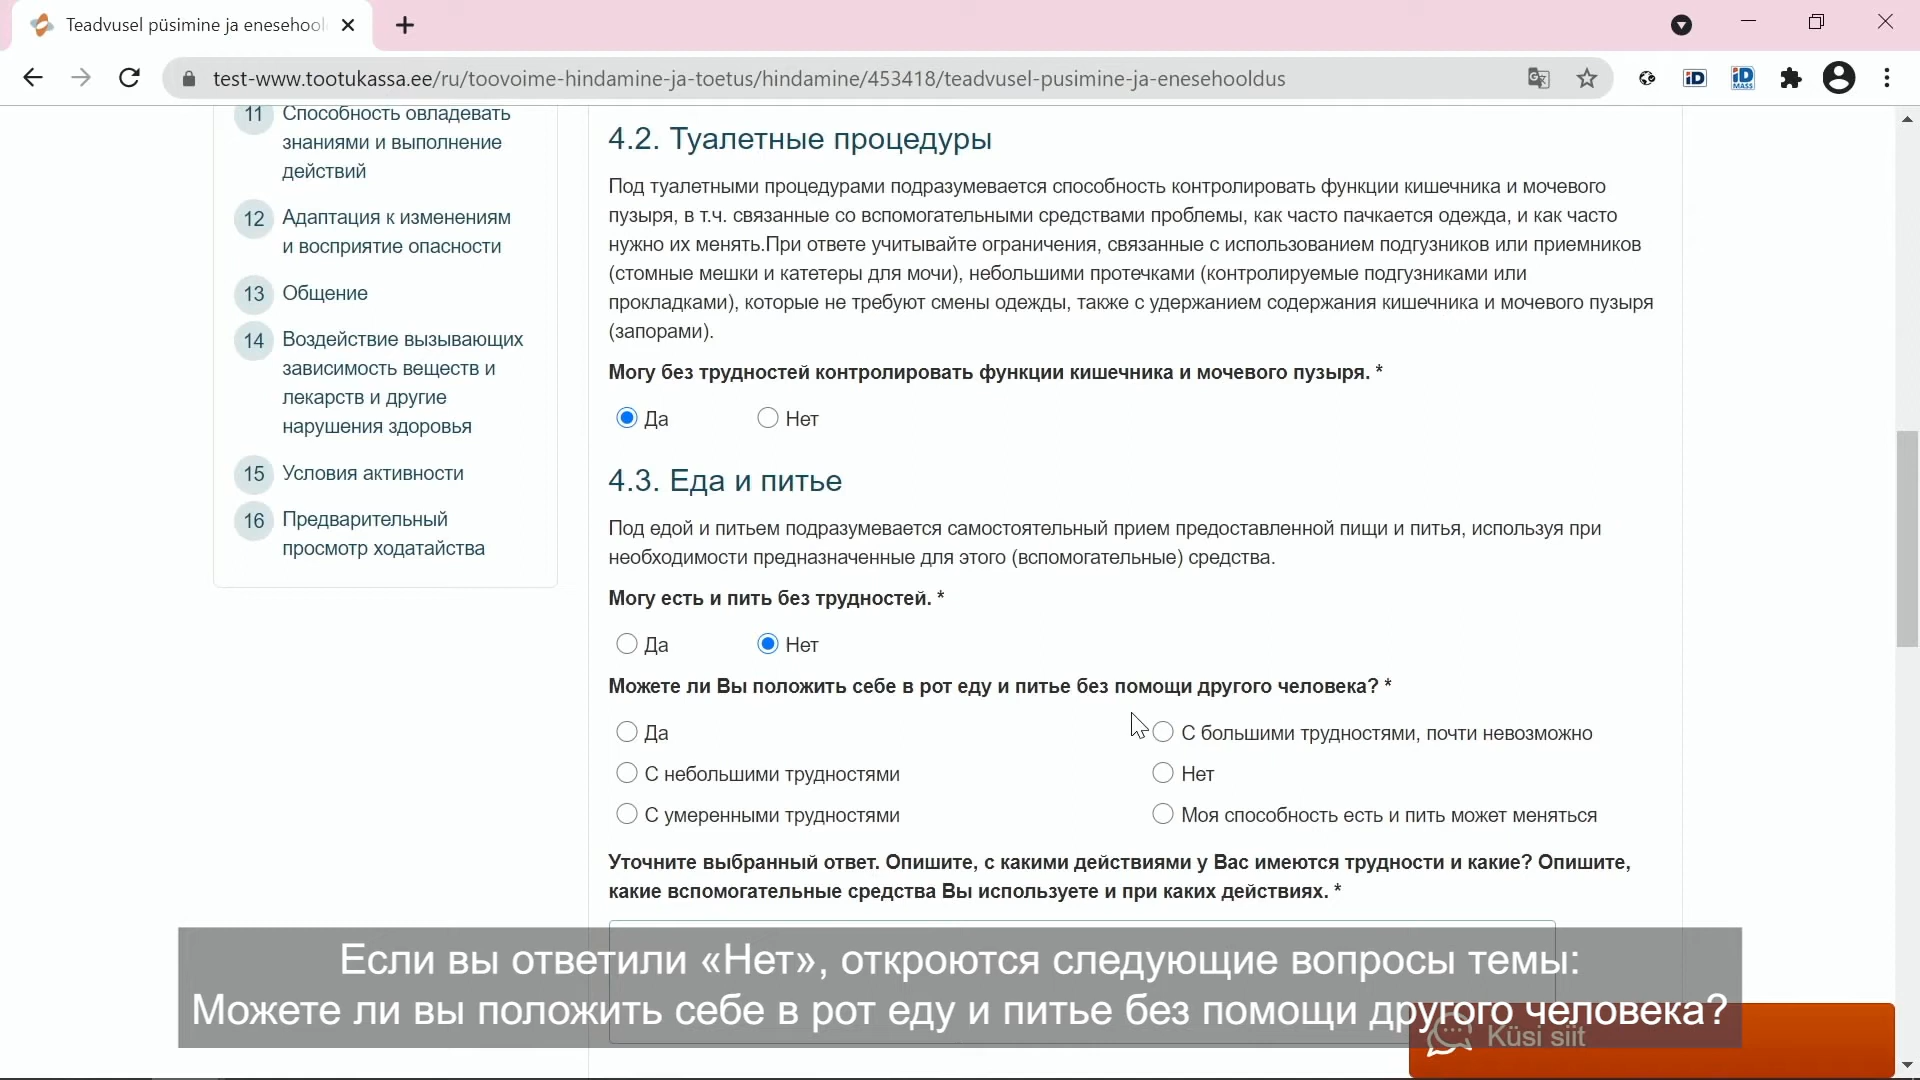 Teadvusel püsimine ja enesehool
test-www.tootukassa.ee/ru/toovoime-hindamine-ja-toetus/hindamine/453418/teadvusel-pusimine-ja-enesehooldus
iD
iD
MASS
11 Способность овладевать
знаниями и выполнение
действий
12 Адаптация к изменениям
и восприятие опасности
13 Общение
14 Воздействие вызывающих
зависимость веществ и
лекарств и другие
нарушения здоровья
15 Условия активности
16 Предварительный
просмотр ходатайства
4.2. Туалетные процедуры
Под туалетными процедурами подразумевается способность контролировать функции кишечника и мочевого
пузыря, в т.ч. связанные со вспомогательными средствами проблемы, как часто пачкается одежда, и как часто
нужно их менять.При ответе учитывайте ограничения, связанные с использованием подгузников или приемников
(стомные мешки и катетеры для мочи), небольшими протечками (контролируемые подгузниками или
прокладками), которые не требуют смены одежды, также с удержанием содержания кишечника и мочевого пузыря
(запорами).
Могу без трудностей контролировать функции кишечника и мочевого пузыря. *
Да Нет
4.3. Еда и питье
Под едой и питьем подразумевается самостоятельный прием предоставленной пищи и питья, используя при
необходимости предназначенные для этого (вспомогательные) средства.
Могу есть и пить без трудностей. *
Да Нет
Можете ли Вы положить себе в рот еду и питье без помощи другого человека? *
Да С большими трудностями, почти невозможно
С небольшими трудностями Нет
С умеренными трудностями Моя способность есть и пить может меняться
Уточните выбранный ответ. Опишите, с какими действиями у Вас имеются трудности и какие? Опишите,
какие вспомогательные средства Вы используете и при каких действиях. *
Если вы ответили «Нет», откроются следующие вопросы темы:
Можете ли вы положить себе в рот еду и питье без помощи другого человека?
Küsi siit